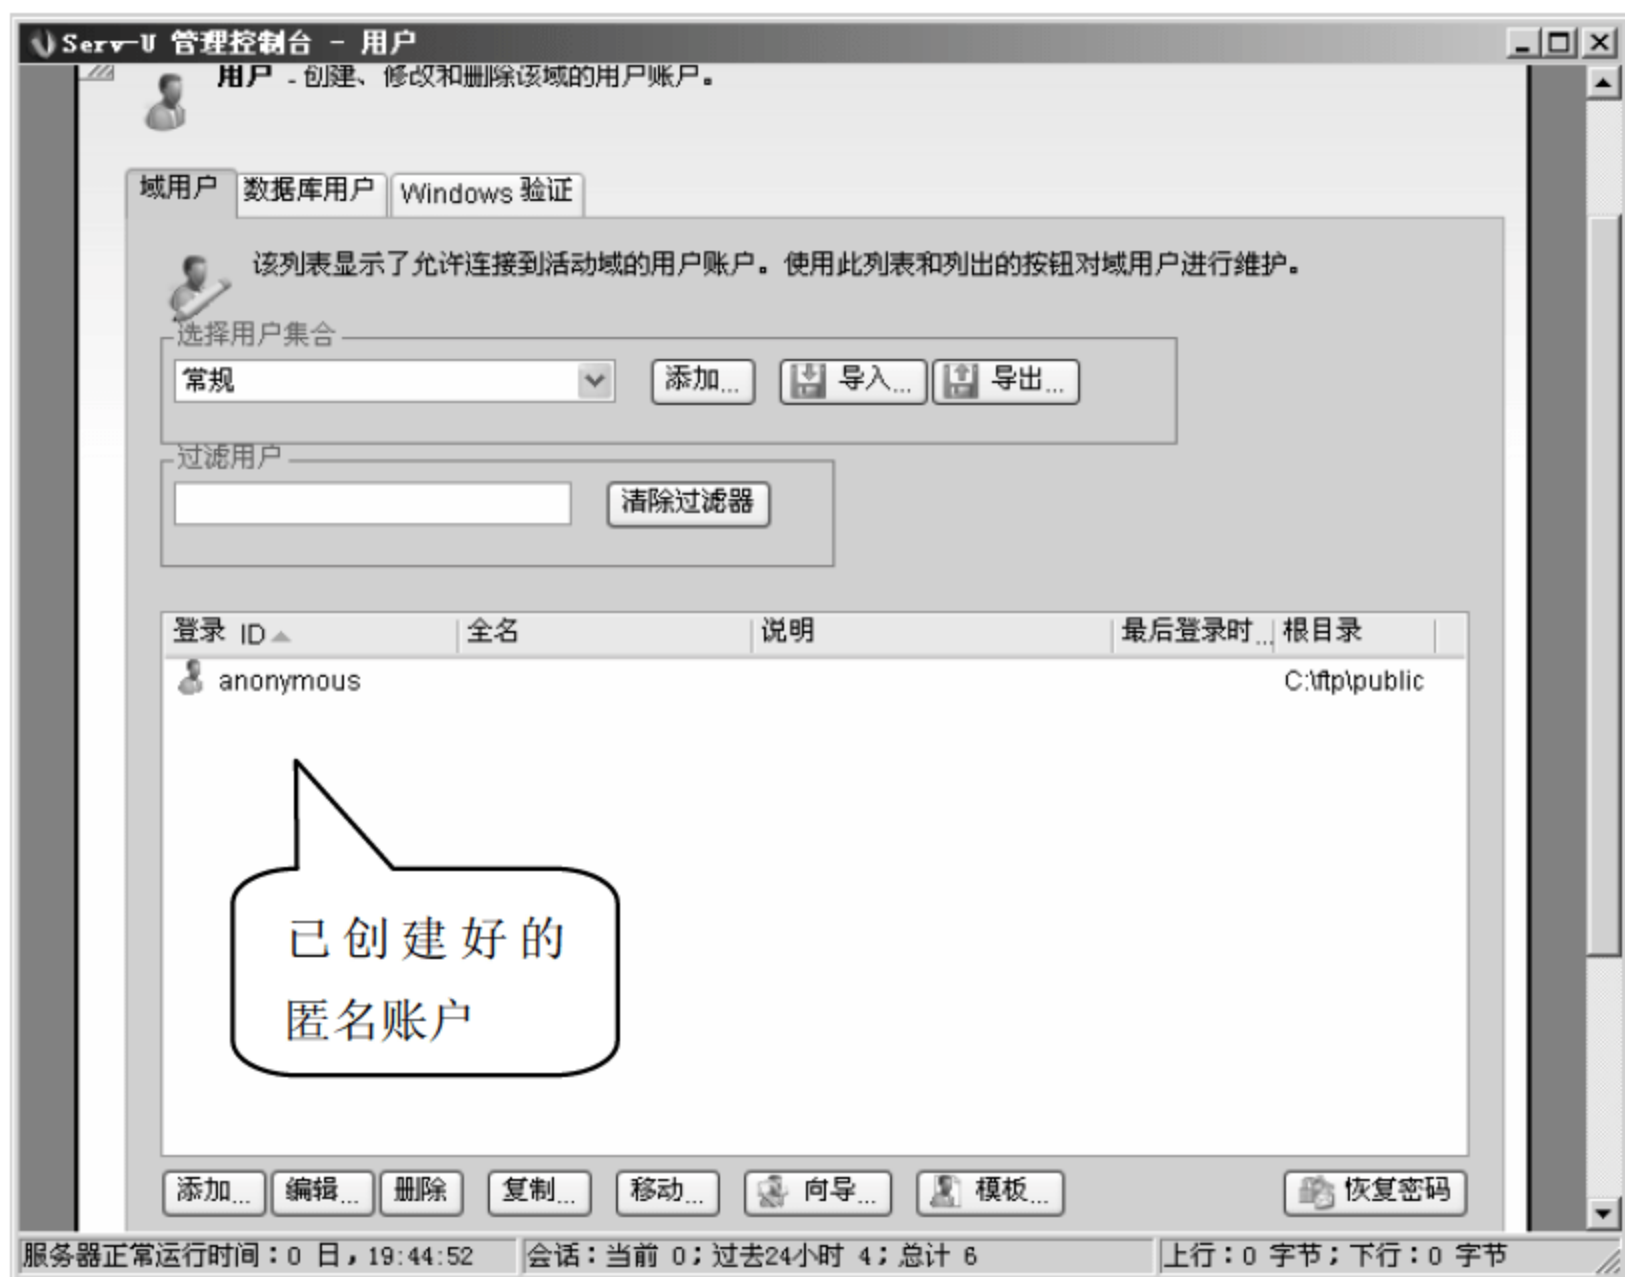 Serv-U 管理控制台 - 用户
用户 - 创建、修改和删除该域的用户账户。
域用户 数据库用户 Windows 验证
该列表显示了允许连接到活动域的用户账户。使用此列表和列出的按钮对域用户进行维护。
选择用户集合
常规 添加... 导入... 导出...
过滤用户
清除过滤器
登录 ID 全名 说明 最后登录时... 根目录
anonymous C:\ftp\public
已创建好的
匿名账户
添加... 编辑... 删除 复制... 移动... 向导... 模板... 恢复密码
服务器正常运行时间：0 日，19:44:52 会话：当前 0；过去24小时 4；总计 6 上行：0 字节；下行：0 字节